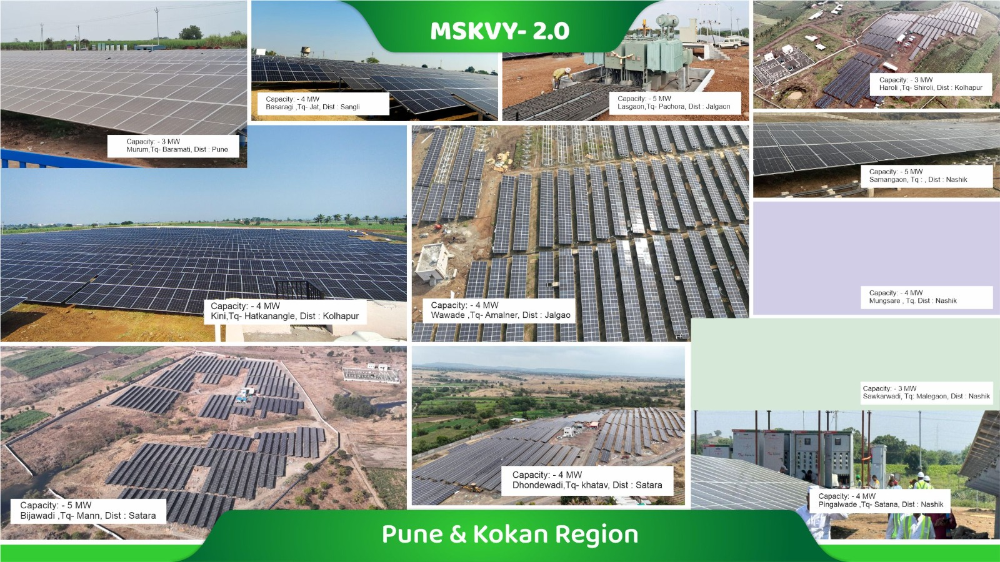 MSKVY- 2.0
Capacity: - 3 MW
Murum,Tq- Baramati, Dist : Pune
Capacity: - 4 MW
Basaragi ,Tq- Jat, Dist : Sangli
Capacity: - 5 MW
Lasgaon,Tq- Pachora, Dist : Jalgaon
Capacity: - 3 MW
Haroli ,Tq- Shiroli, Dist : Kolhapur
Capacity: - 5 MW
Samangaon, Tq : , Dist : Nashik
Capacity: - 4 MW
Kini,Tq- Hatkanangle, Dist : Kolhapur
Capacity: - 4 MW
Wawade ,Tq- Amalner, Dist : Jalgao
Capacity: - 4 MW
Mungsare , Tq. Dist : Nashik
Capacity: - 3 MW
Sawkarwadi, Tq: Malegaon, Dist : Nashik
Capacity: - 5 MW
Bijawadi ,Tq- Mann, Dist : Satara
Capacity: - 4 MW
Dhondewadi,Tq- khatav, Dist : Satara
Capacity: - 4 MW
Pingalwade ,Tq- Satana, Dist : Nashik
Pune & Kokan Region